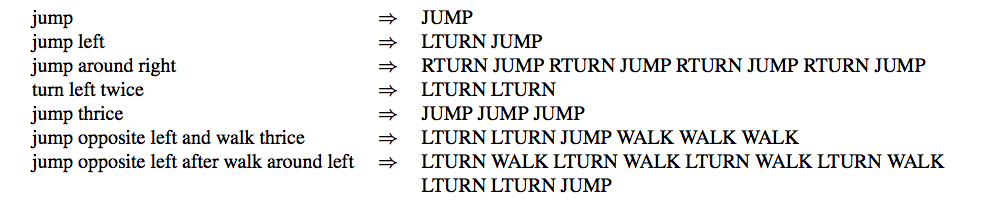 jump ⇒ JUMP
jump left ⇒ LTURN JUMP
jump around right ⇒ RTURN JUMP RTURN JUMP RTURN JUMP RTURN JUMP
turn left twice ⇒ LTURN LTURN
jump thrice ⇒ JUMP JUMP JUMP
jump opposite left and walk thrice ⇒ LTURN LTURN JUMP WALK WALK WALK
jump opposite left after walk around left ⇒ LTURN WALK LTURN WALK LTURN WALK LTURN WALK
LTURN LTURN JUMP